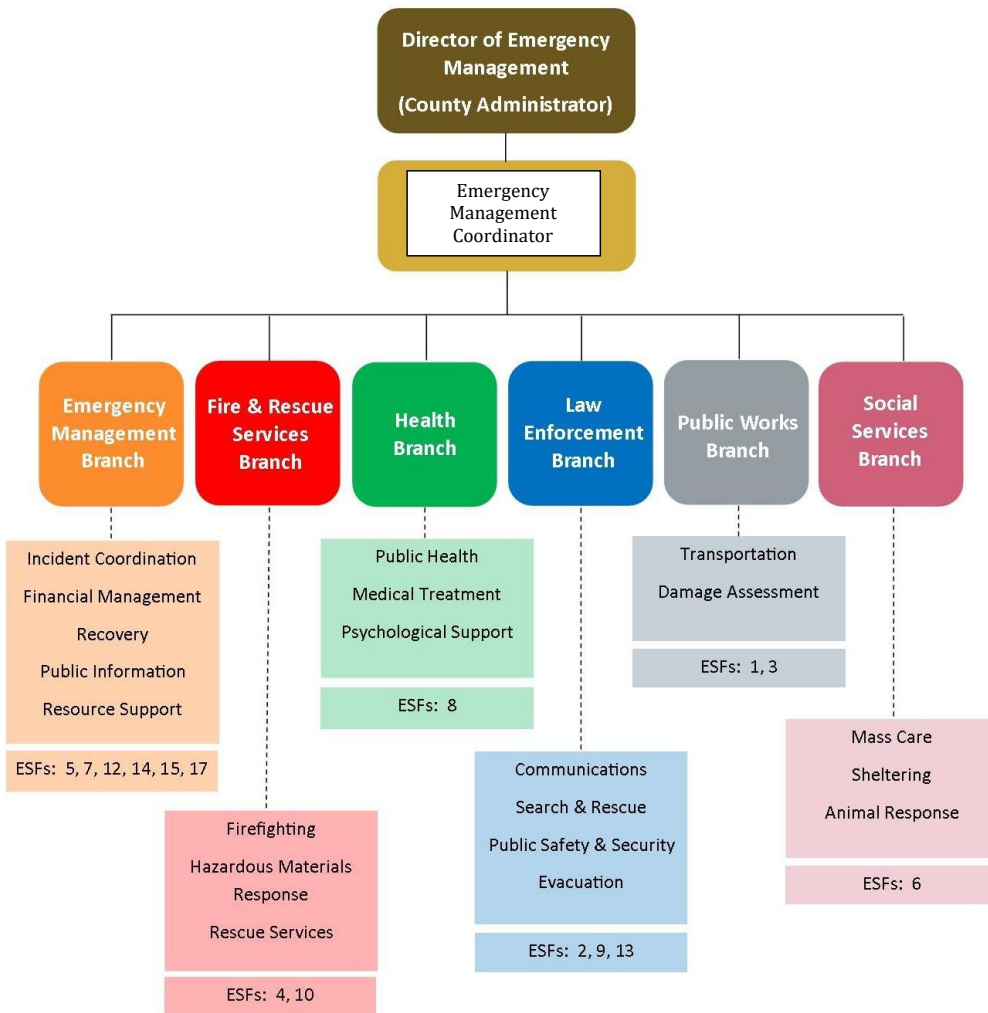 Director of Emergency
Management
(County Administrator)
Emergency
Management
Coordinator
Emergency
Management
Branch
Fire & Rescue
Services
Branch
Health
Branch
Law
Enforcement
Branch
Public Works
Branch
Social
Services
Branch
Incident Coordination
Financial Management
Recovery
Public Information
Resource Support
ESFs: 5, 7, 12, 14, 15, 17
Firefighting
Hazardous Materials
Response
Rescue Services
ESFs: 4, 10
Public Health
Medical Treatment
Psychological Support
ESFs: 8
Communications
Search & Rescue
Public Safety & Security
Evacuation
ESFs: 2, 9, 13
Transportation
Damage Assessment
ESFs: 1, 3
Mass Care
Sheltering
Animal Response
ESFs: 6